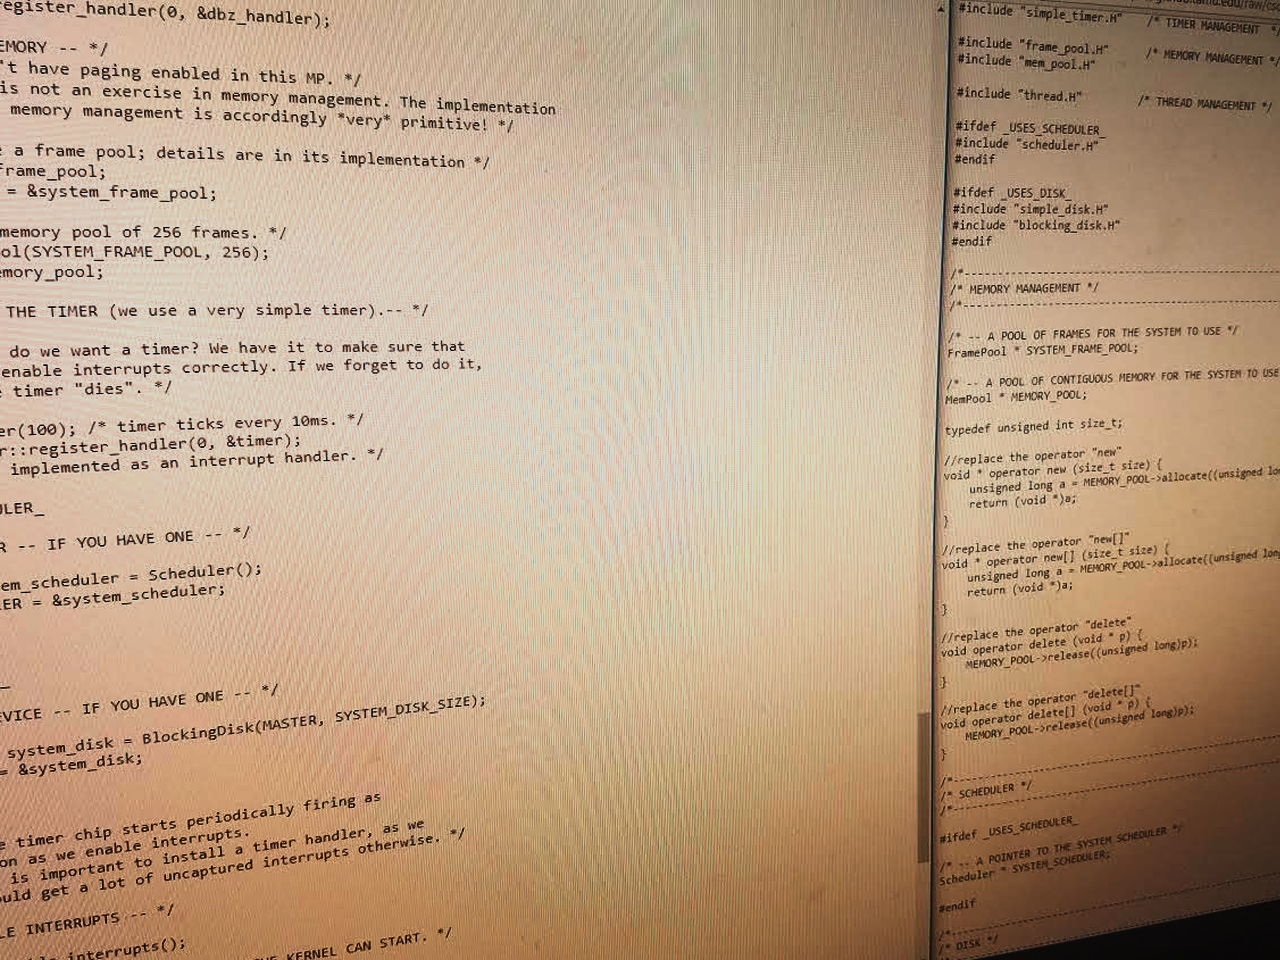 egister_handler(0, &dbz_handler);
EMORY -- */
't have paging enabled in this MP. */
is not an exercise in memory management. The implementation
memory management is accordingly *very* primitive! */
a frame pool; details are in its implementation */
frame_pool;
= &system_frame_pool;
memory pool of 256 frames. */
ol(SYSTEM_FRAME_POOL, 256);
emory_pool;
THE TIMER (we use a very simple timer).-- */
do we want a timer? We have it to make sure that
enable interrupts correctly. If we forget to do it,
timer "dies". */
er(100); /* timer ticks every 10ms. */
r::register_handler(0, &timer);
implemented as an interrupt handler. */
ULER_
R -- IF YOU HAVE ONE -- */
em_scheduler = Scheduler();
ER = &system_scheduler;
_
EVICE -- IF YOU HAVE ONE -- */
system_disk = BlockingDisk(MASTER, SYSTEM_DISK_SIZE);
= &system_disk;
e timer chip starts periodically firing as
on as we enable interrupts.
is important to install a timer handler, as we
uld get a lot of uncaptured interrupts otherwise. */
LE INTERRUPTS -- */
interrupts();
KERNEL CAN START. */
#include "simple_timer.H" /* TIMER MANAGEMENT */
#include "frame_pool.H" /* MEMORY MANAGEMENT */
#include "mem_pool.H"
#include "thread.H" /* THREAD MANAGEMENT */
#ifdef _USES_SCHEDULER_
#include "scheduler.H"
#endif
#ifdef _USES_DISK_
#include "simple_disk.H"
#include "blocking_disk.H"
#endif
/*--------------------------------------------------
/* MEMORY MANAGEMENT */
/*--------------------------------------------------
/* -- A POOL OF FRAMES FOR THE SYSTEM TO USE */
FramePool * SYSTEM_FRAME_POOL;
/* -- A POOL OF CONTIGUOUS MEMORY FOR THE SYSTEM TO USE
MemPool * MEMORY_POOL;
typedef unsigned int size_t;
//replace the operator "new"
void * operator new (size_t size) {
unsigned long a = MEMORY_POOL->allocate((unsigned lon
return (void *)a;
}
//replace the operator "new[]"
void * operator new[] (size_t size) {
unsigned long a = MEMORY_POOL->allocate((unsigned long
return (void *)a;
}
//replace the operator "delete"
void operator delete (void * p) {
MEMORY_POOL->release((unsigned long)p);
}
//replace the operator "delete[]"
void operator delete[] (void * p) {
MEMORY_POOL->release((unsigned long)p);
}
/*--------------------------------------------------
/* SCHEDULER */
/*--------------------------------------------------
#ifdef _USES_SCHEDULER_
/* -- A POINTER TO THE SYSTEM SCHEDULER */
Scheduler * SYSTEM_SCHEDULER;
#endif
/*--------------------------------------------------
/* DISK */